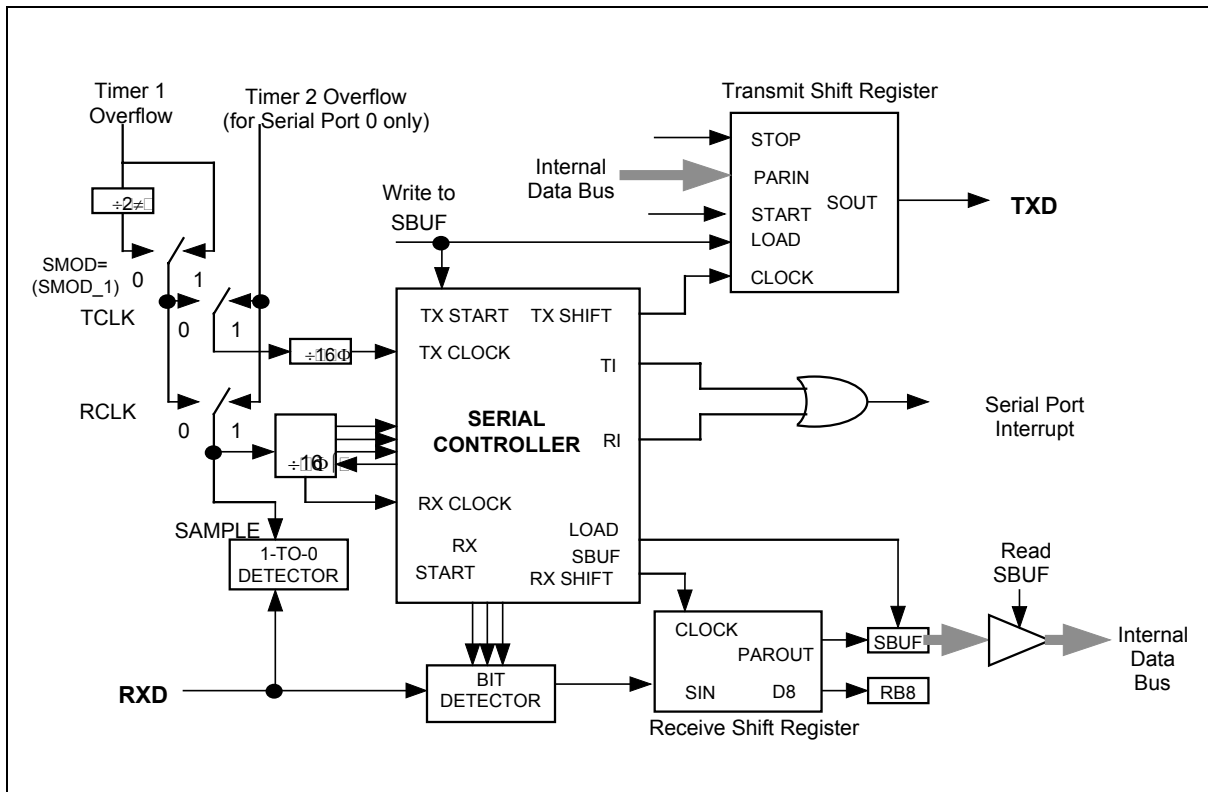 Timer 1
Overflow
Timer 2 Overflow
(for Serial Port 0 only)
SMOD=
(SMOD_1)
0
1
TCLK
0
1
RCLK
0
1
SAMPLE
1-TO-0
DETECTOR
RXD
Write to
SBUF
TX START
TX SHIFT
TX CLOCK
TI
SERIAL
CONTROLLER
RI
RX CLOCK
LOAD
SBUF
RX
START
RX SHIFT
BIT
DETECTOR
Transmit Shift Register
STOP
Internal
Data Bus
PARIN
SOUT
START
LOAD
CLOCK
TXD
Serial Port
Interrupt
CLOCK
PAROUT
SIN
D8
Receive Shift Register
SBUF
RB8
Read
SBUF
Internal
Data
Bus